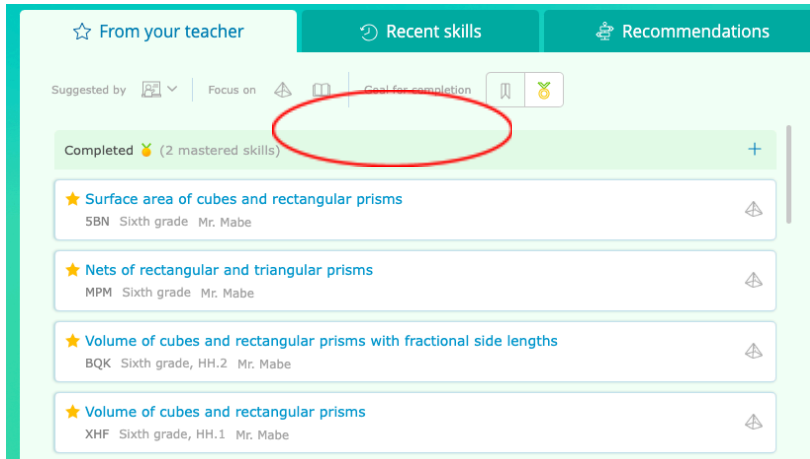 From your teacher
Recent skills
Recommendations
Suggested by
Focus on
Goal for completion
Completed (2 mastered skills)
Surface area of cubes and rectangular prisms
5BN Sixth grade Mr. Mabe
Nets of rectangular and triangular prisms
MPM Sixth grade Mr. Mabe
Volume of cubes and rectangular prisms with fractional side lengths
BQK Sixth grade, HH.2 Mr. Mabe
Volume of cubes and rectangular prisms
XHF Sixth grade, HH.1 Mr. Mabe